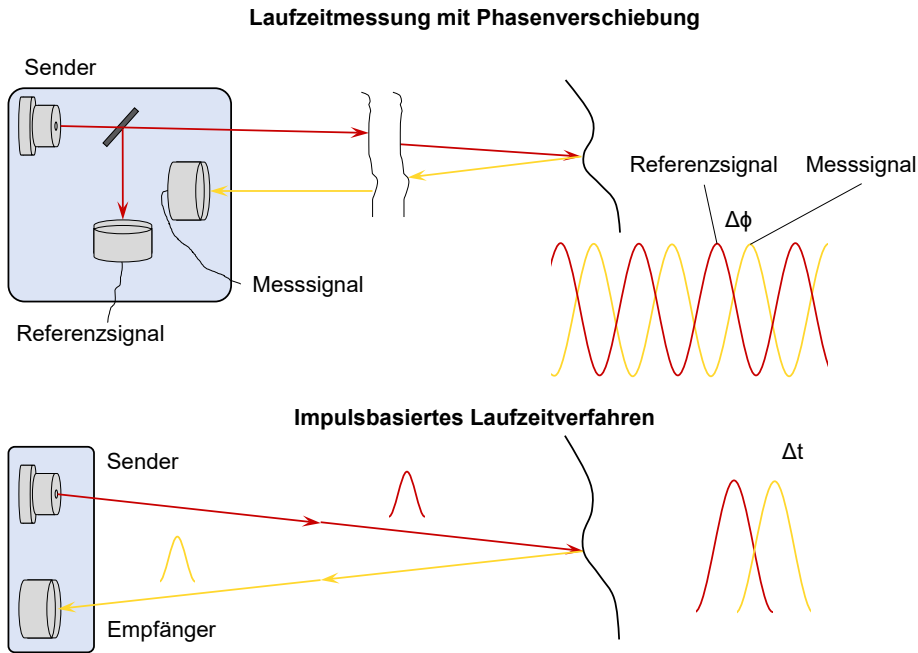 Laufzeitmessung mit Phasenverschiebung
Sender
Referenzsignal
Messsignal
Δϕ
Messsignal
Referenzsignal
Impulsbasiertes Laufzeitverfahren
Sender
Δt
Empfänger